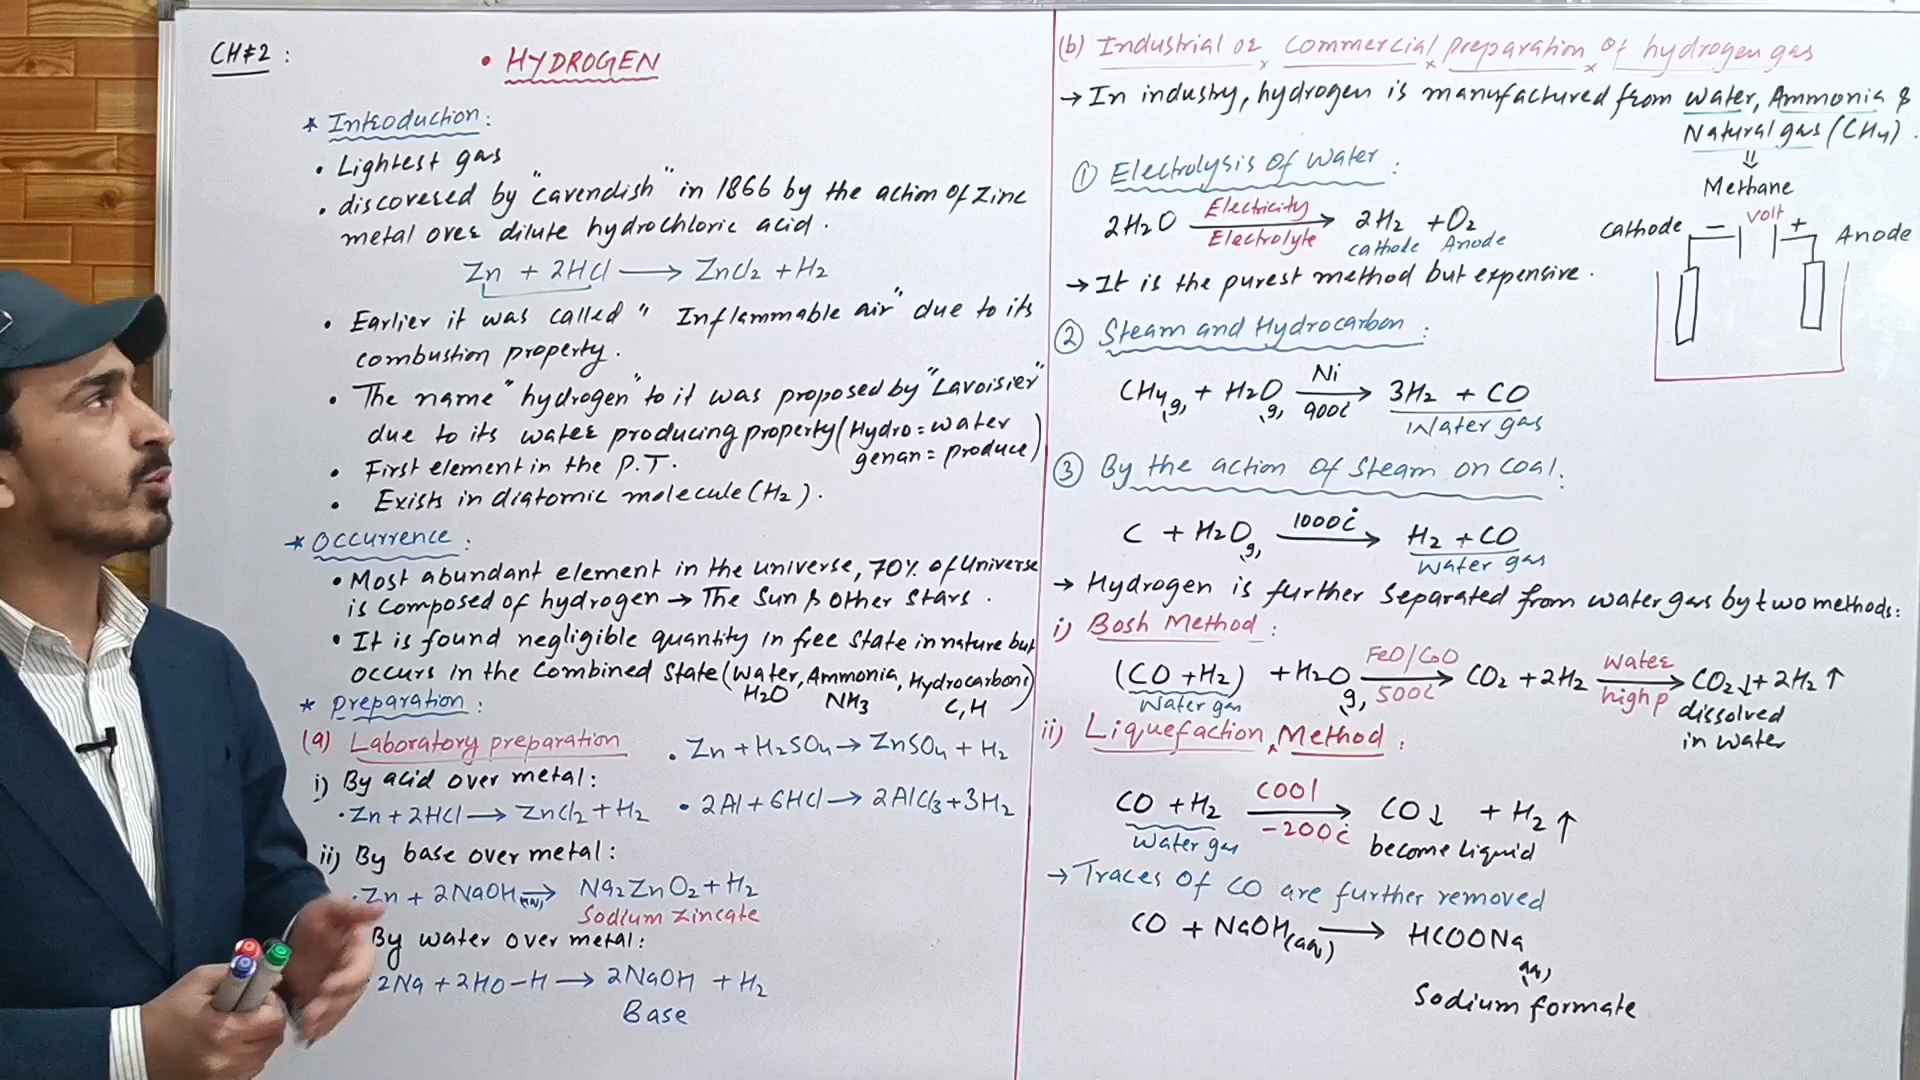 CH#2:
• HYDROGEN
* Introduction:
• Lightest gas
• discovered by "Cavendish" in 1866 by the action of Zinc
metal over dilute hydrochloric acid.
Zn + 2HCl → ZnCl2 + H2
• Earlier it was called "Inflammable air" due to its
combustion property.
• The name "hydrogen" to it was proposed by "Lavoisier"
due to its water producing property (Hydro = water
genan = produce)
• First element in the P.T.
• Exists in diatomic molecule (H2).
* Occurrence:
• Most abundant element in the universe, 70% of Universe
is composed of hydrogen → The Sun & Other Stars.
• It is found negligible quantity in free state in nature but
occurs in the Combined State (Water, Ammonia, Hydrocarbons)
H2O NH3 C,H
* Preparation:
(a) Laboratory preparation
i) By acid over metal:
• Zn + 2HCl → ZnCl2 + H2
• Zn + H2SO4 → ZnSO4 + H2
• 2Al + 6HCl → 2AlCl3 + 3H2
ii) By base over metal:
• Zn + 2NaOH(aq) → Na2ZnO2 + H2
Sodium zincate
By water over metal:
2Na + 2HO-H → 2NaOH + H2
Base
(b) Industrial or Commercial preparation of hydrogen gas
→ In industry, hydrogen is manufactured from water, Ammonia &
Natural gas (CH4).
⇓
Methane
① Electrolysis of water:
2H2O Electricity → 2H2 + O2
Electrolyte cathode Anode
→ It is the purest method but expensive.
Cathode − volt + Anode
② Steam and Hydrocarbon:
CH4(g) + H2O(g) Ni → 3H2 + CO
900c̊ Water gas
③ By the action of Steam on Coal:
C + H2O(g) 1000c̊ → H2 + CO
Water gas
→ Hydrogen is further separated from water gas by two methods:
i) Bosh Method:
(CO + H2) + H2O(g) FeO/CoO → CO2 + 2H2 water → CO2↓ + 2H2↑
Water gas 500c̊ high p dissolved
in water
ii) Liquefaction Method:
CO + H2 cool → CO↓ + H2↑
Water gas -200c̊ become liquid
→ Traces of CO are further removed
CO + NaOH(aq) → HCOONa(aq)
Sodium formate